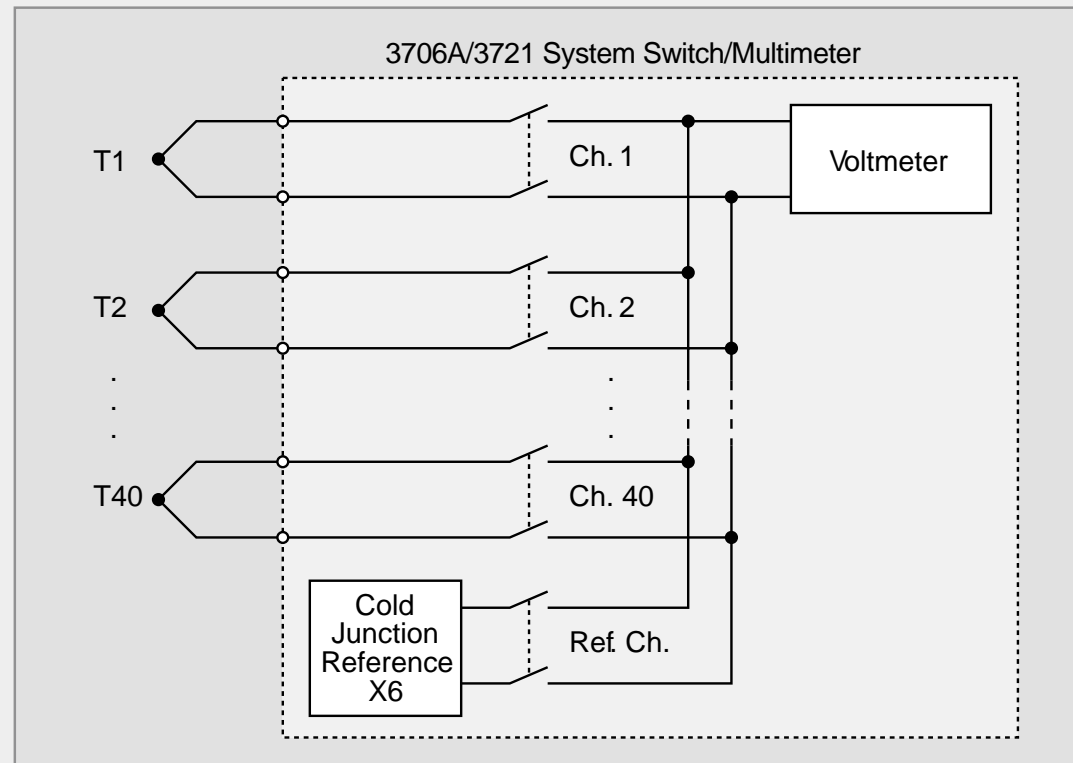 3706A/3721 System Switch/Multimeter
T1
Ch. 1
Voltmeter
T2
Ch. 2
.
.
.
.
.
.
T40
Ch. 40
Cold
Junction
Reference
X6
Ref. Ch.